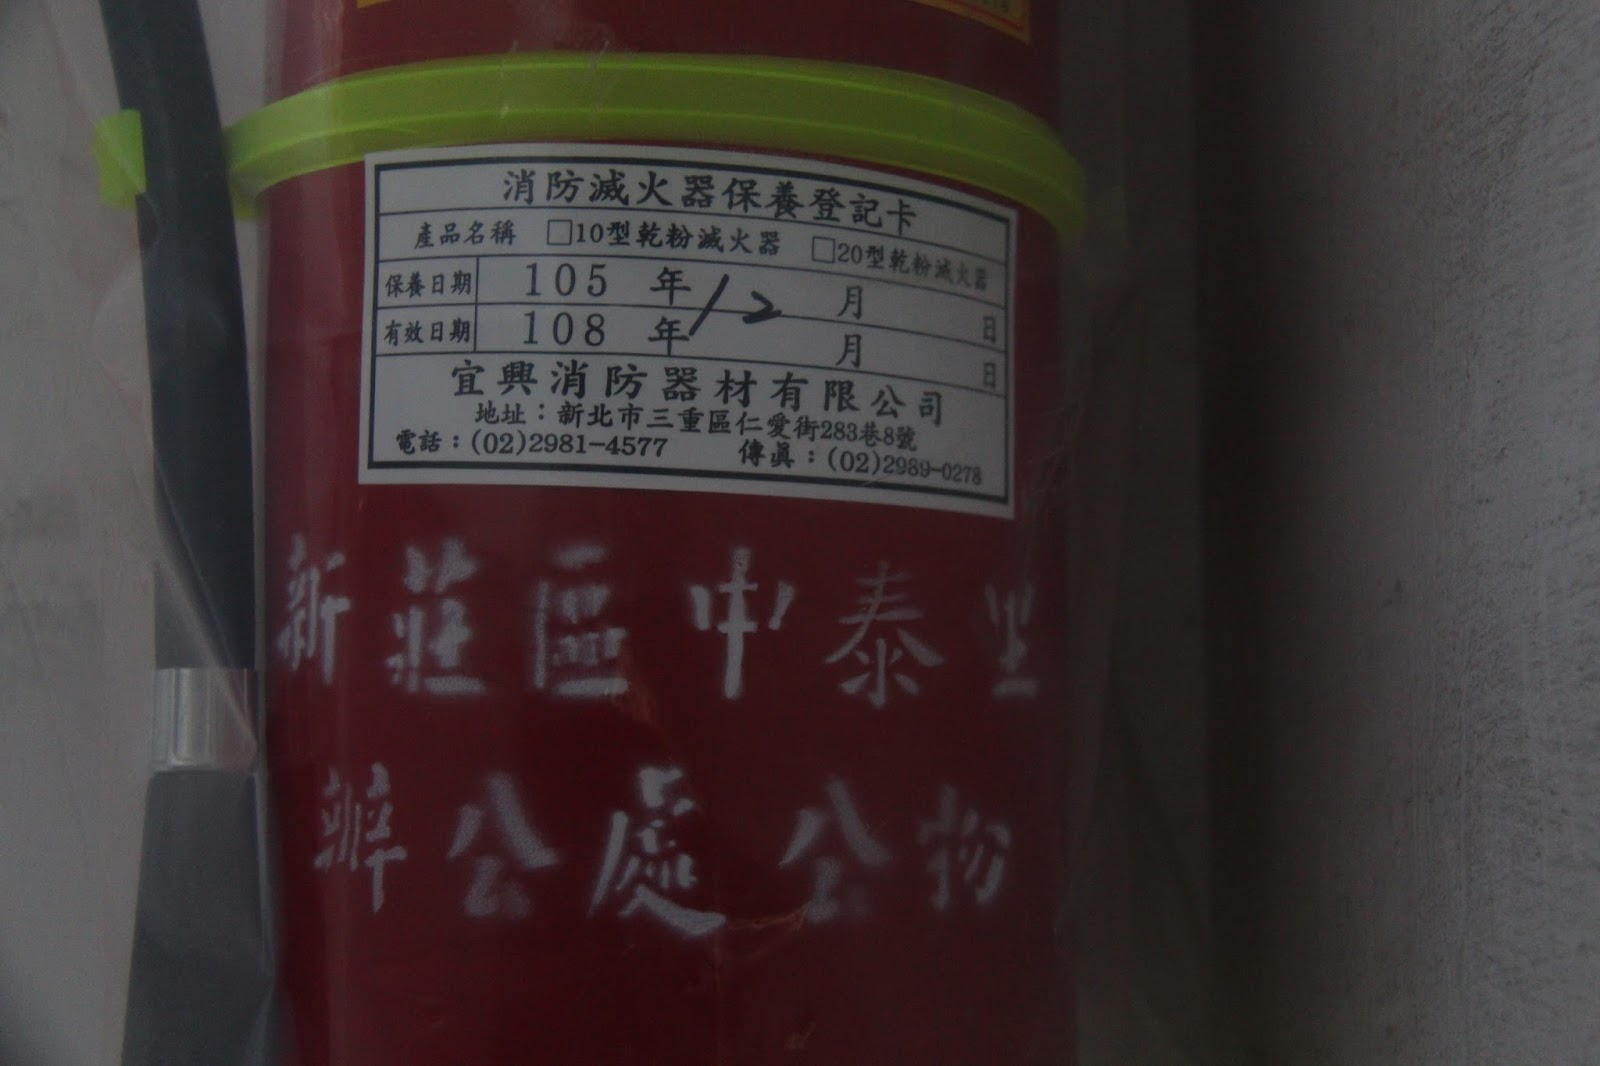 消防滅火器保養登記卡
產品名稱 □10型乾粉滅火器 □20型乾粉滅火器
保養日期 105 年 12 月 日
有效日期 108 年 月 日
宜興消防器材有限公司
地址：新北市三重區仁愛街283巷8號
電話：(02)2981-4577 傳真：(02)2989-0278
新莊區中泰里
辦公處公物